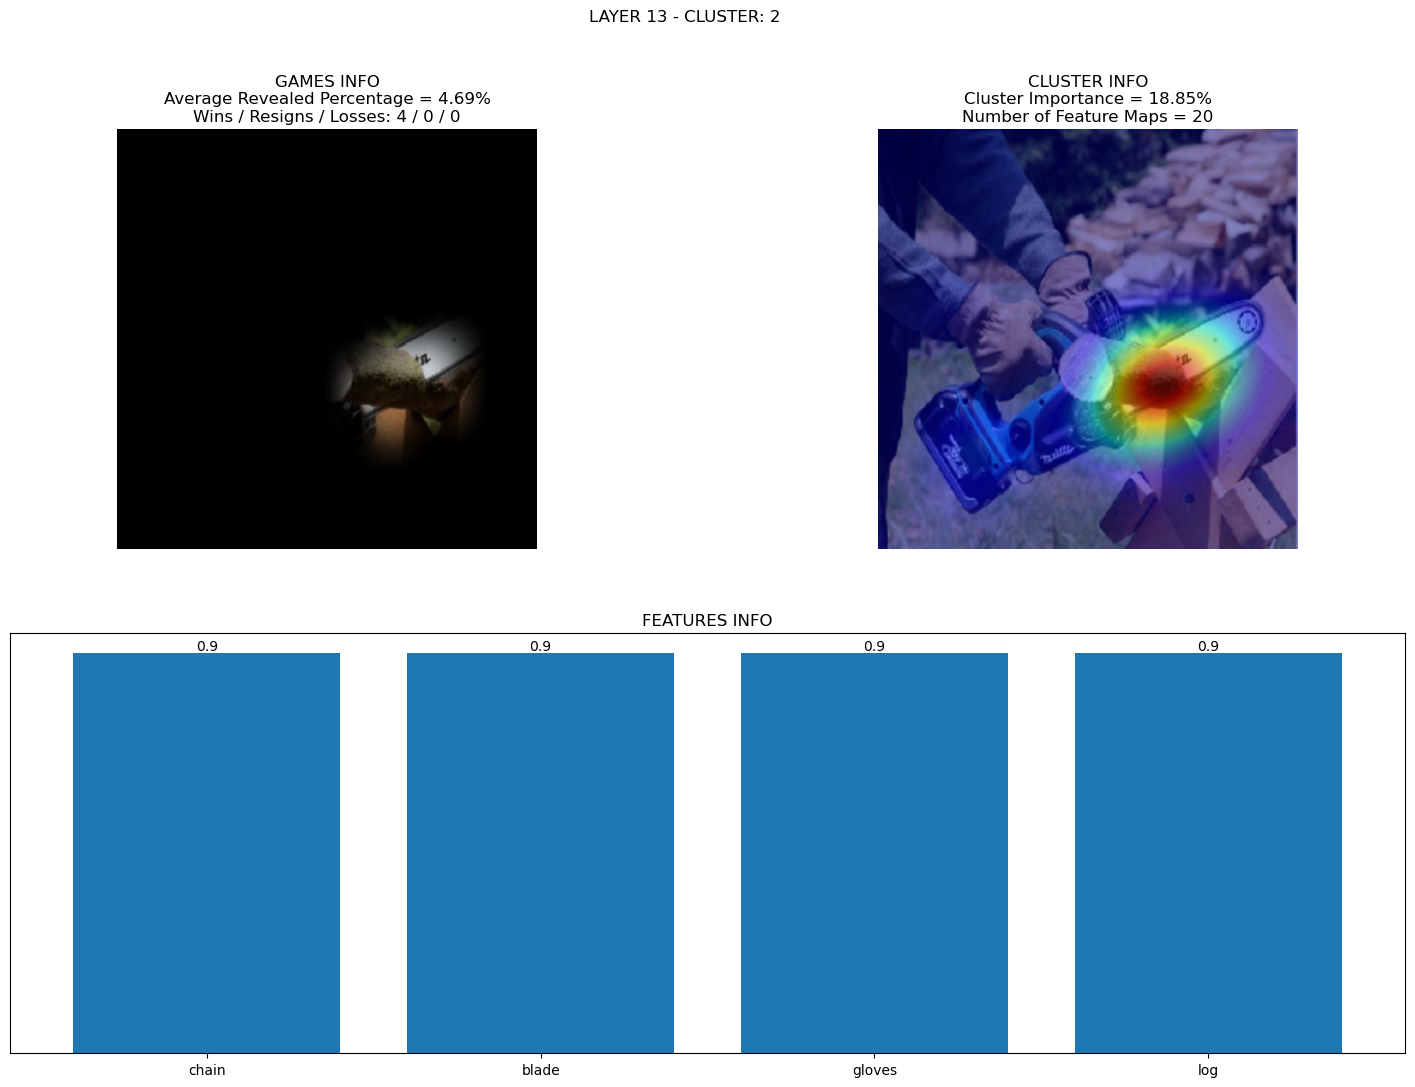 LAYER 13 - CLUSTER: 2
GAMES INFO
Average Revealed Percentage = 4.69%
Wins / Resigns / Losses: 4 / 0 / 0
CLUSTER INFO
Cluster Importance = 18.85%
Number of Feature Maps = 20
FEATURES INFO
0.9
0.9
0.9
0.9
chain
blade
gloves
log